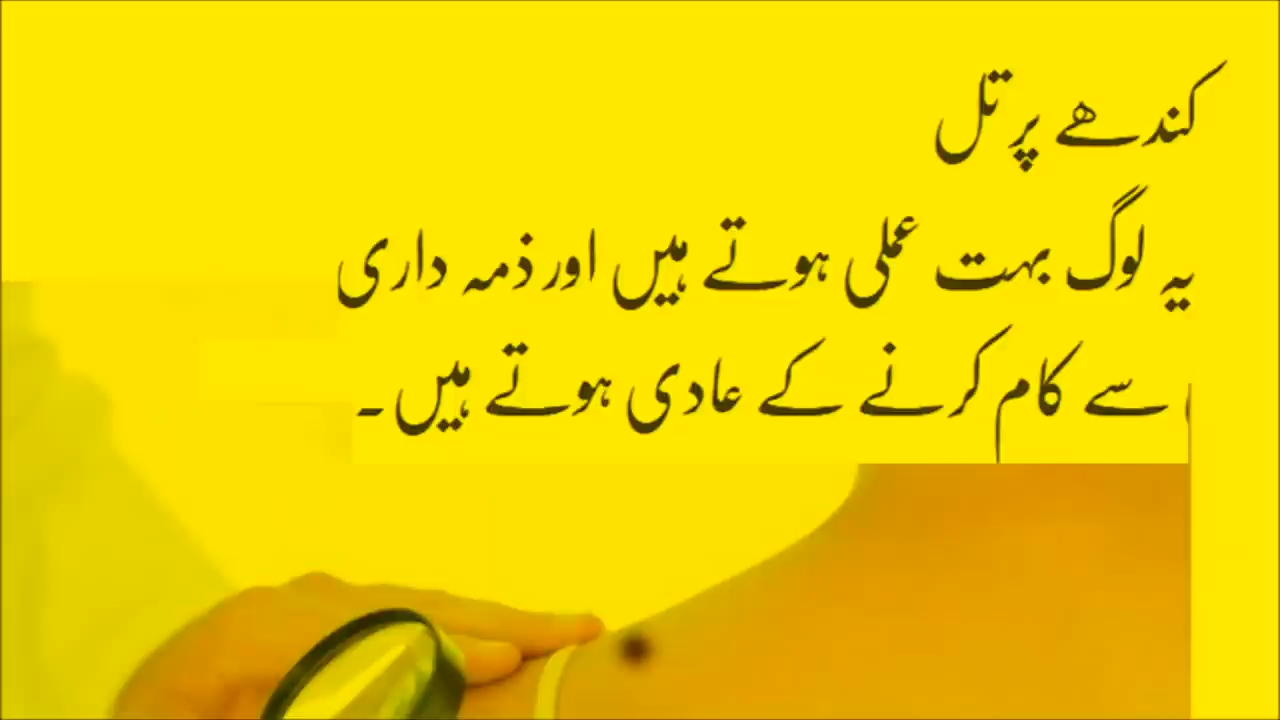 کندھے پر تل
یہ لوگ بہت عملی ہوتے ہیں اور ذمہ داری
سے کام کرنے کے عادی ہوتے ہیں۔